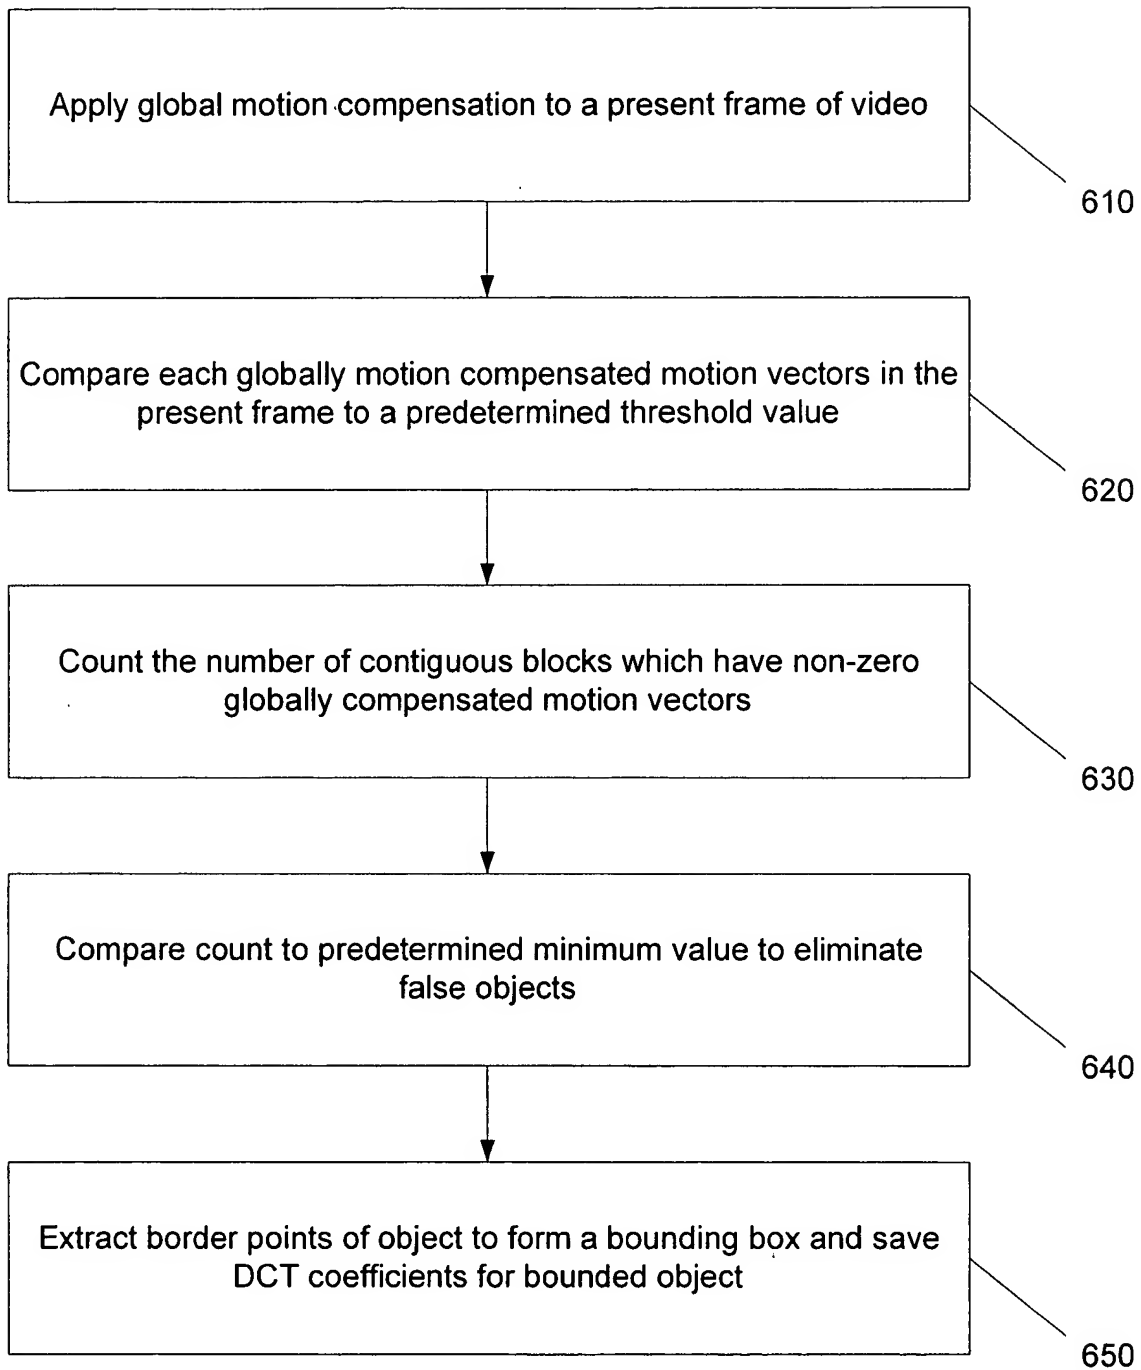 Apply global motion compensation to a present frame of video
610
Compare each globally motion compensated motion vectors in the
present frame to a predetermined threshold value
620
Count the number of contiguous blocks which have non-zero
globally compensated motion vectors
630
Compare count to predetermined minimum value to eliminate
false objects
640
Extract border points of object to form a bounding box and save
DCT coefficients for bounded object
650